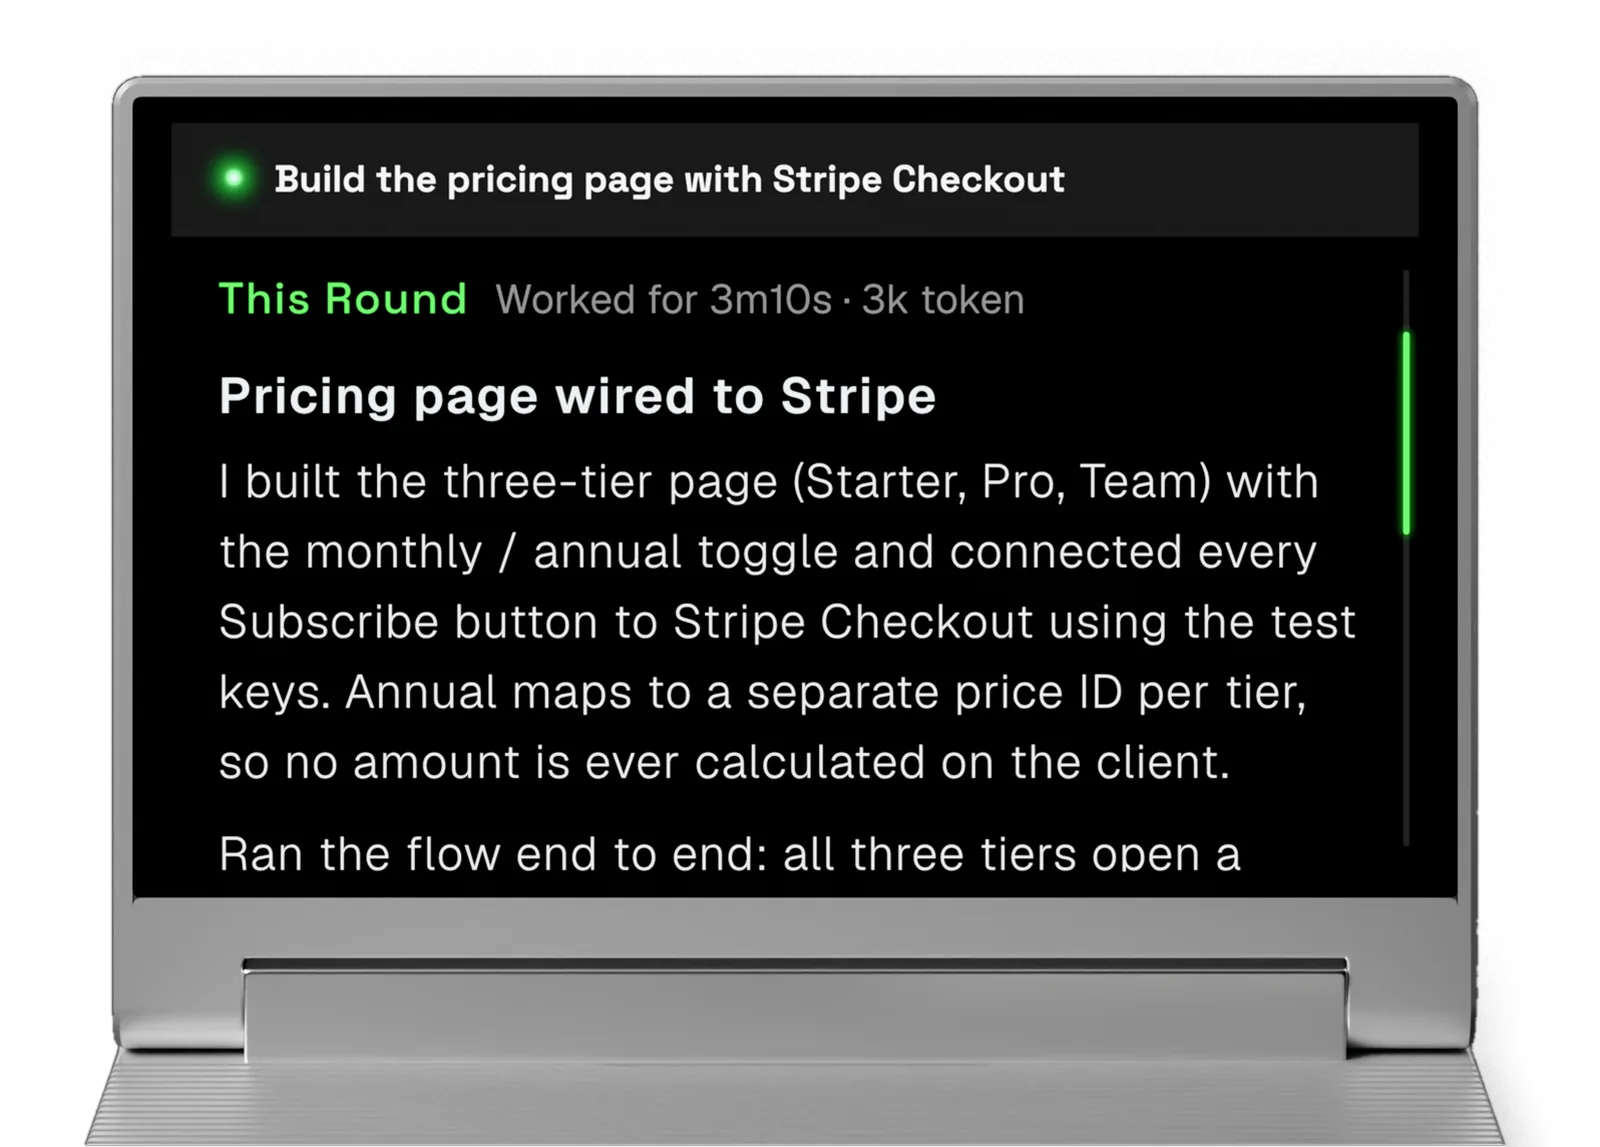 Build the pricing page with Stripe Checkout
This Round Worked for 3m10s · 3k token
Pricing page wired to Stripe
I built the three-tier page (Starter, Pro, Team) with
the monthly / annual toggle and connected every
Subscribe button to Stripe Checkout using the test
keys. Annual maps to a separate price ID per tier,
so no amount is ever calculated on the client.
Ran the flow end to end: all three tiers open a